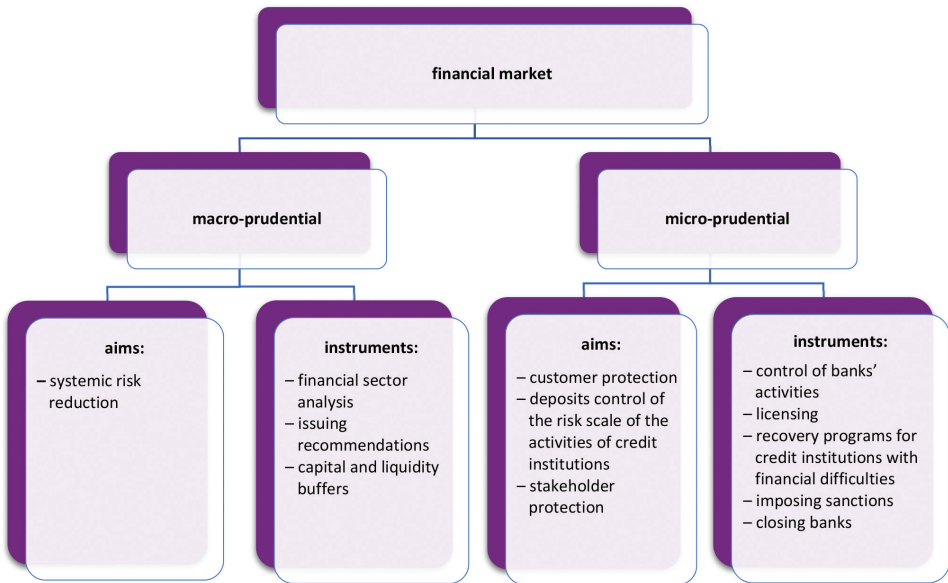 financial market
macro-prudential
micro-prudential
aims:
– systemic risk
reduction
instruments:
– financial sector
analysis
– issuing
recommendations
– capital and liquidity
buffers
aims:
– customer protection
– deposits control of
the risk scale of the
activities of credit
institutions
– stakeholder
protection
instruments:
– control of banks’
activities
– licensing
– recovery programs for
credit institutions with
financial difficulties
– imposing sanctions
– closing banks